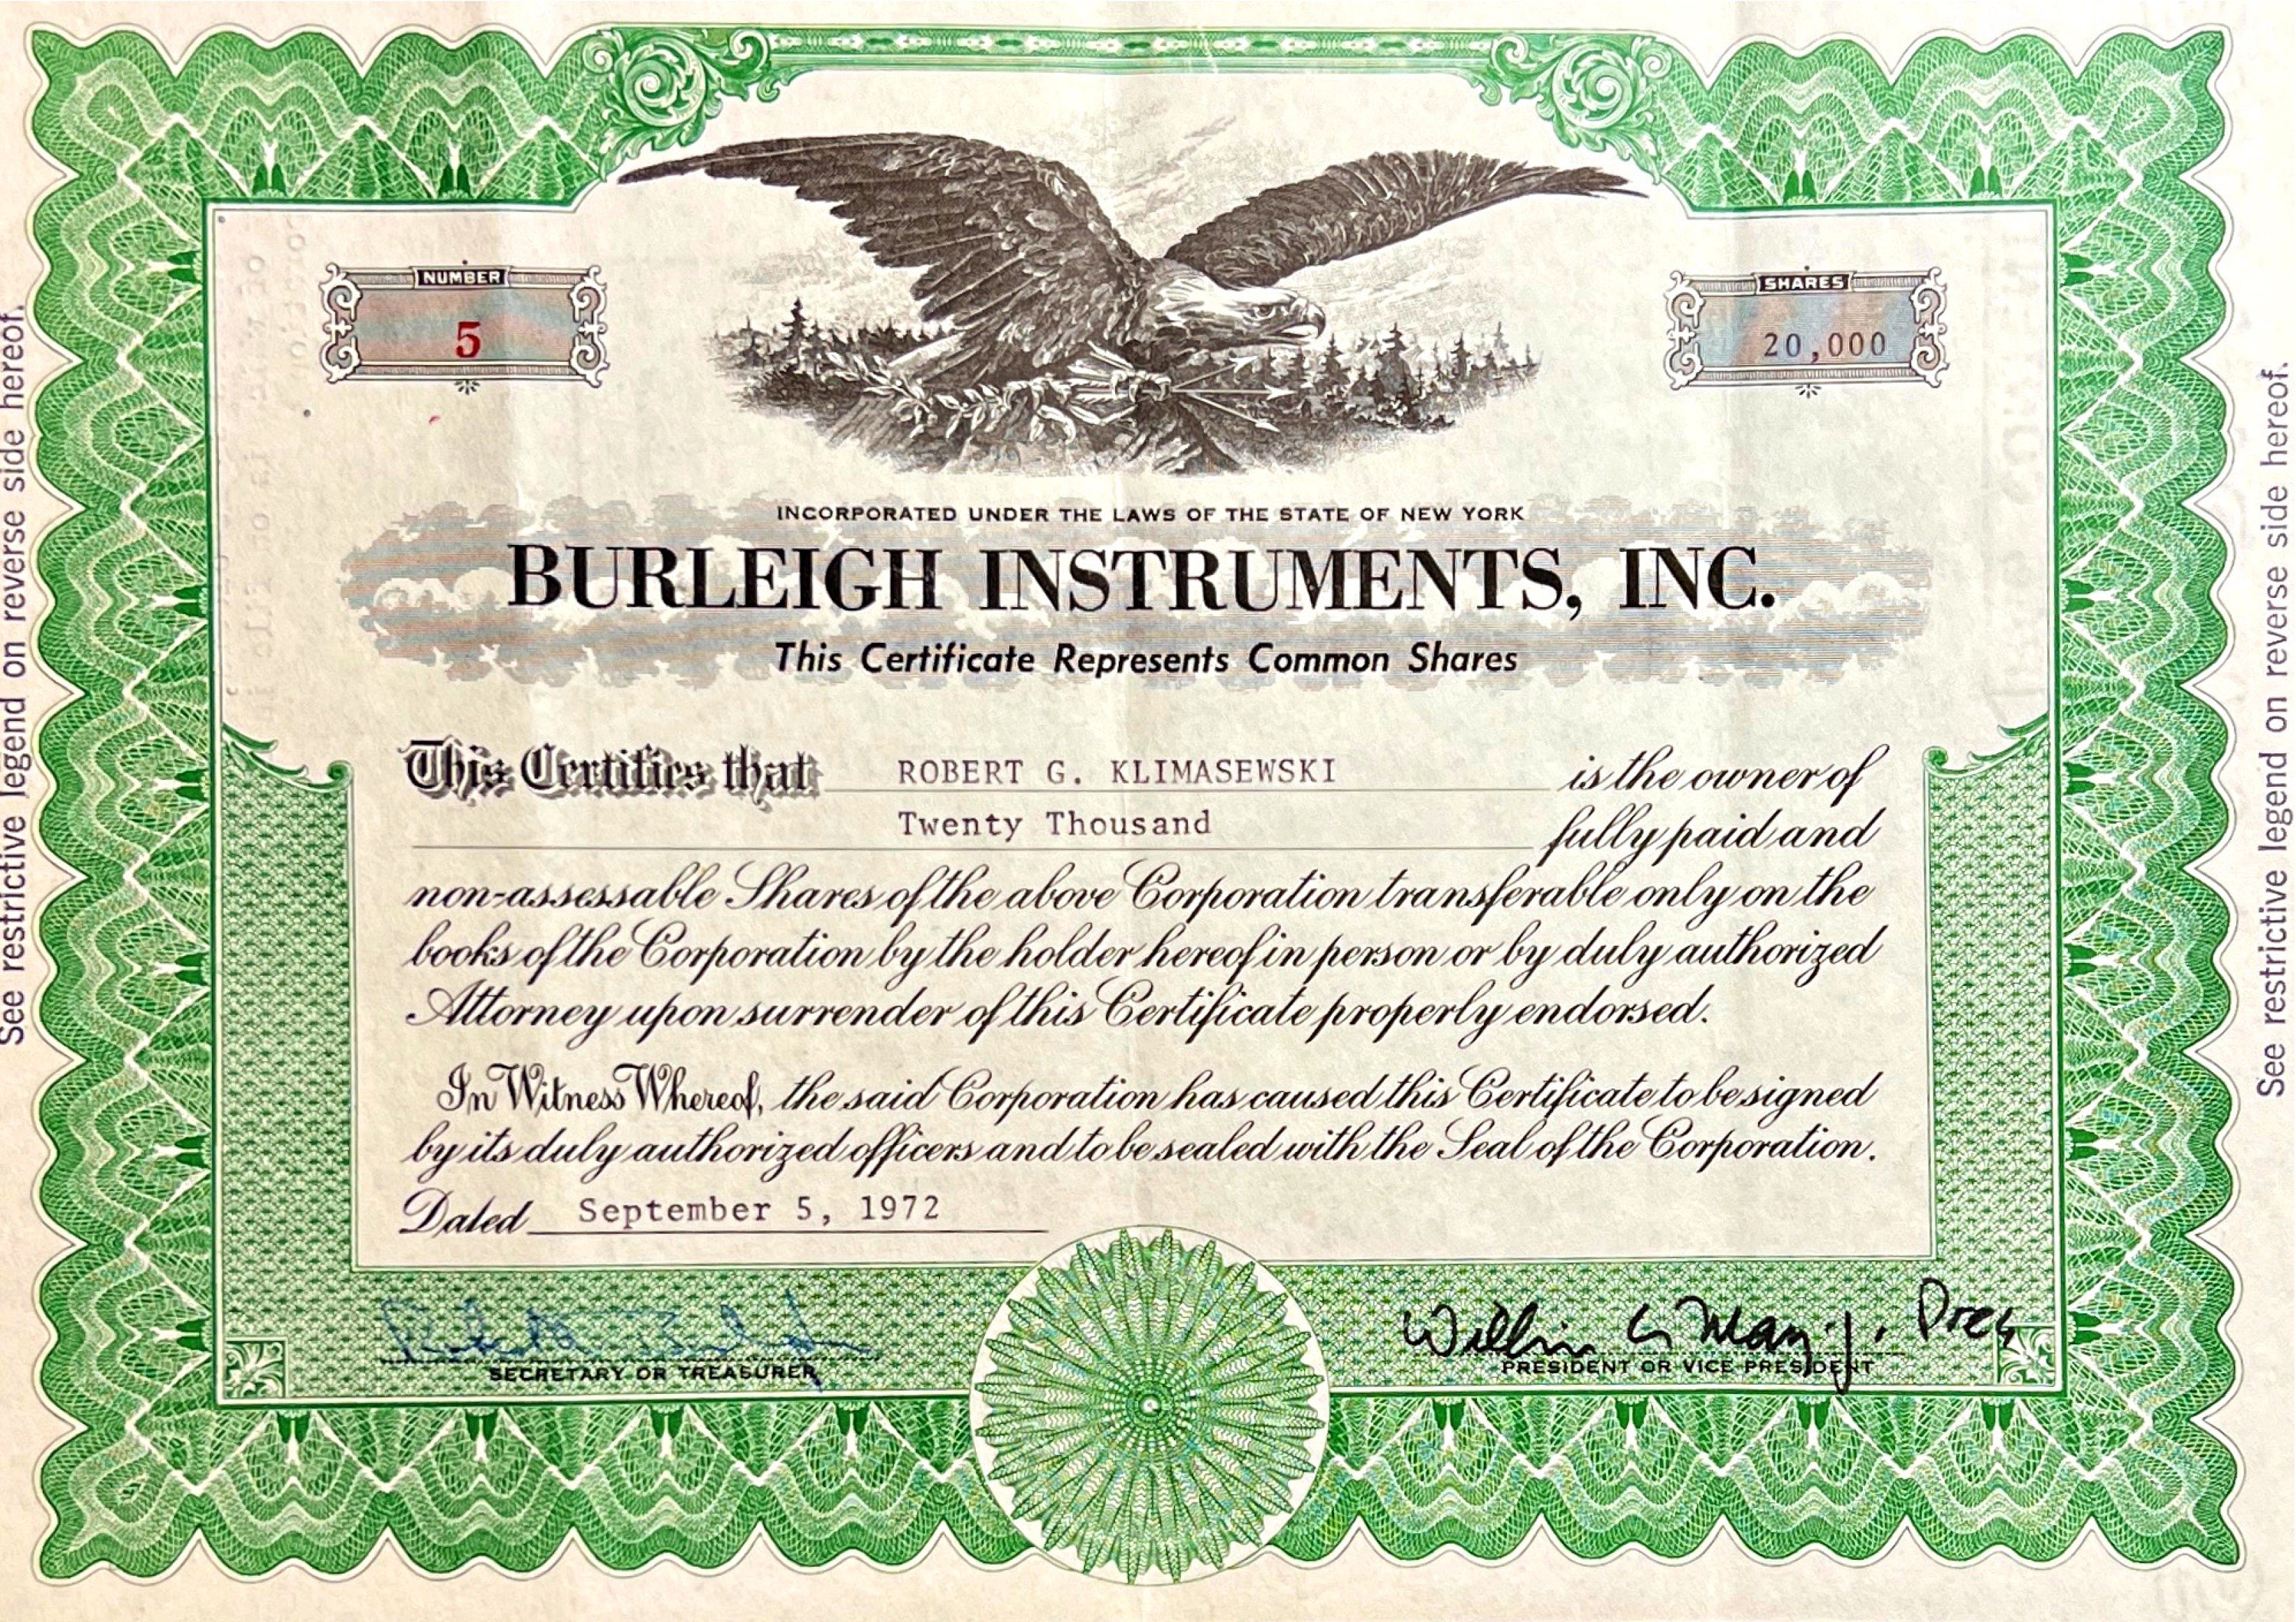 NUMBER
5
SHARES
20,000
INCORPORATED UNDER THE LAWS OF THE STATE OF NEW YORK
BURLEIGH INSTRUMENTS, INC.
This Certificate Represents Common Shares
This Certifies that ROBERT G. KLIMASEWSKI is the owner of
Twenty Thousand fully paid and
non-assessable Shares of the above Corporation transferable only on the
books of the Corporation by the holder hereof in person or by duly authorized
Attorney upon surrender of this Certificate properly endorsed.
In Witness Whereof, the said Corporation has caused this Certificate to be signed
by its duly authorized officers and to be sealed with the Seal of the Corporation.
Dated September 5, 1972
Pres
SECRETARY OR TREASURER
PRESIDENT OR VICE PRESIDENT
See restrictive legend on reverse side hereof.
See restrictive legend on reverse side hereof.